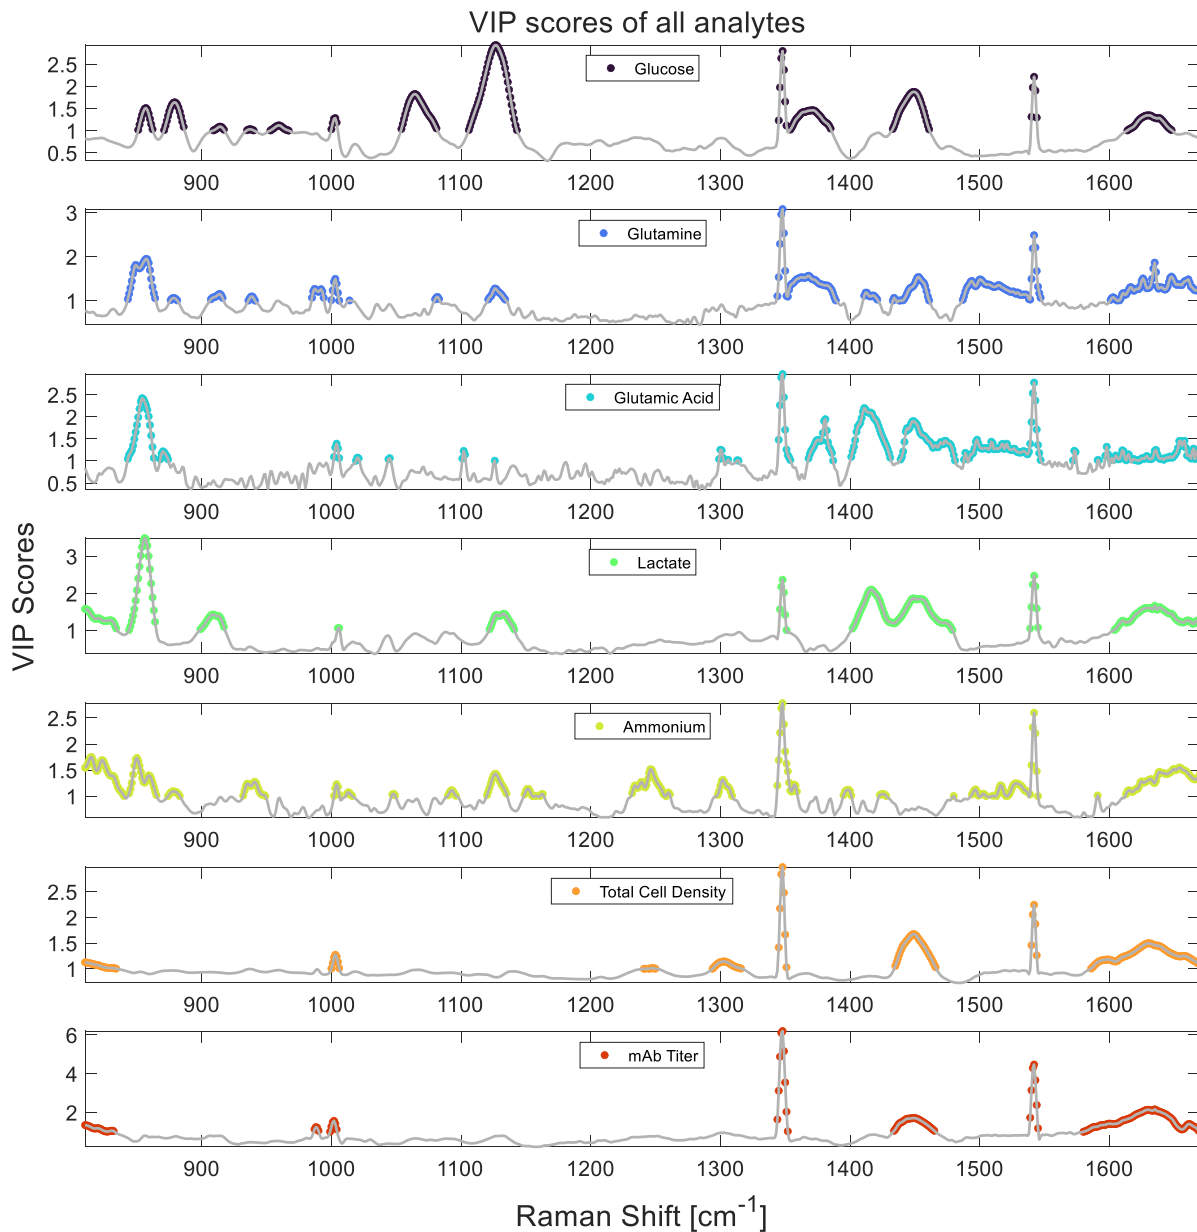 VIP scores of all analytes
2.5
2
1.5
1
0.5
Glucose
900 1000 1100 1200 1300 1400 1500 1600
3
2
1
Glutamine
900 1000 1100 1200 1300 1400 1500 1600
2.5
2
1.5
1
0.5
Glutamic Acid
900 1000 1100 1200 1300 1400 1500 1600
VIP Scores
3
2
1
Lactate
900 1000 1100 1200 1300 1400 1500 1600
2.5
2
1.5
1
Ammonium
900 1000 1100 1200 1300 1400 1500 1600
2.5
2
1.5
1
Total Cell Density
900 1000 1100 1200 1300 1400 1500 1600
6
4
2
mAb Titer
900 1000 1100 1200 1300 1400 1500 1600
Raman Shift [cm⁻¹]